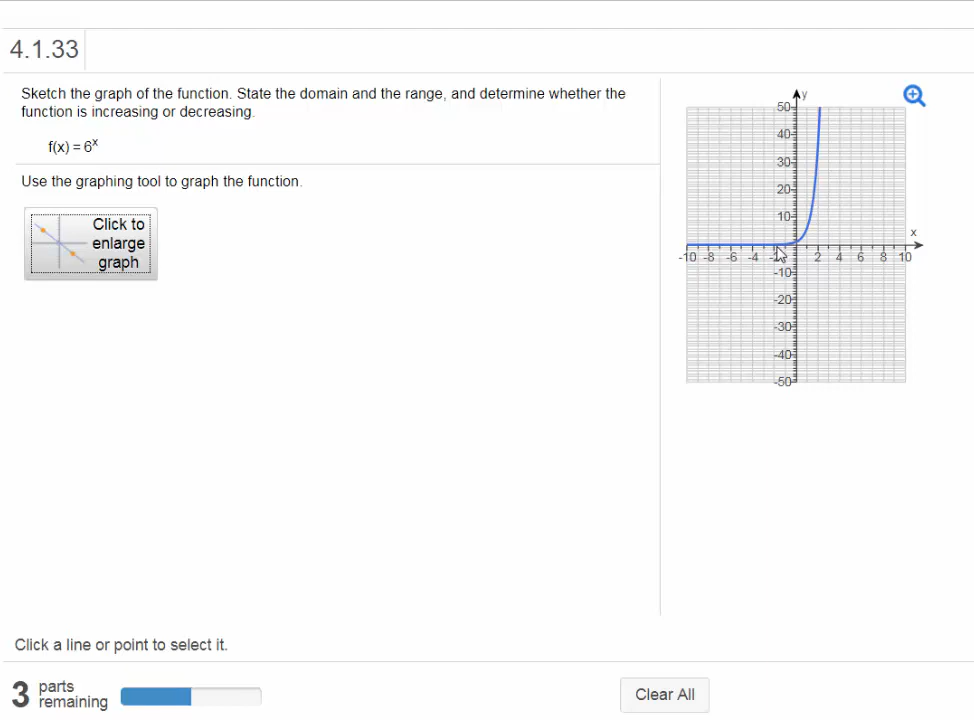 4.1.33
Sketch the graph of the function. State the domain and the range, and determine whether the
function is increasing or decreasing.
f(x) = 6ˣ
Use the graphing tool to graph the function.
Click to
enlarge
graph
y
50
40
30
20
10
x
-10 -8 -6 -4 2 4 6 8 10
-10
-20
-30
-40
-50
Click a line or point to select it.
3 parts
remaining
Clear All